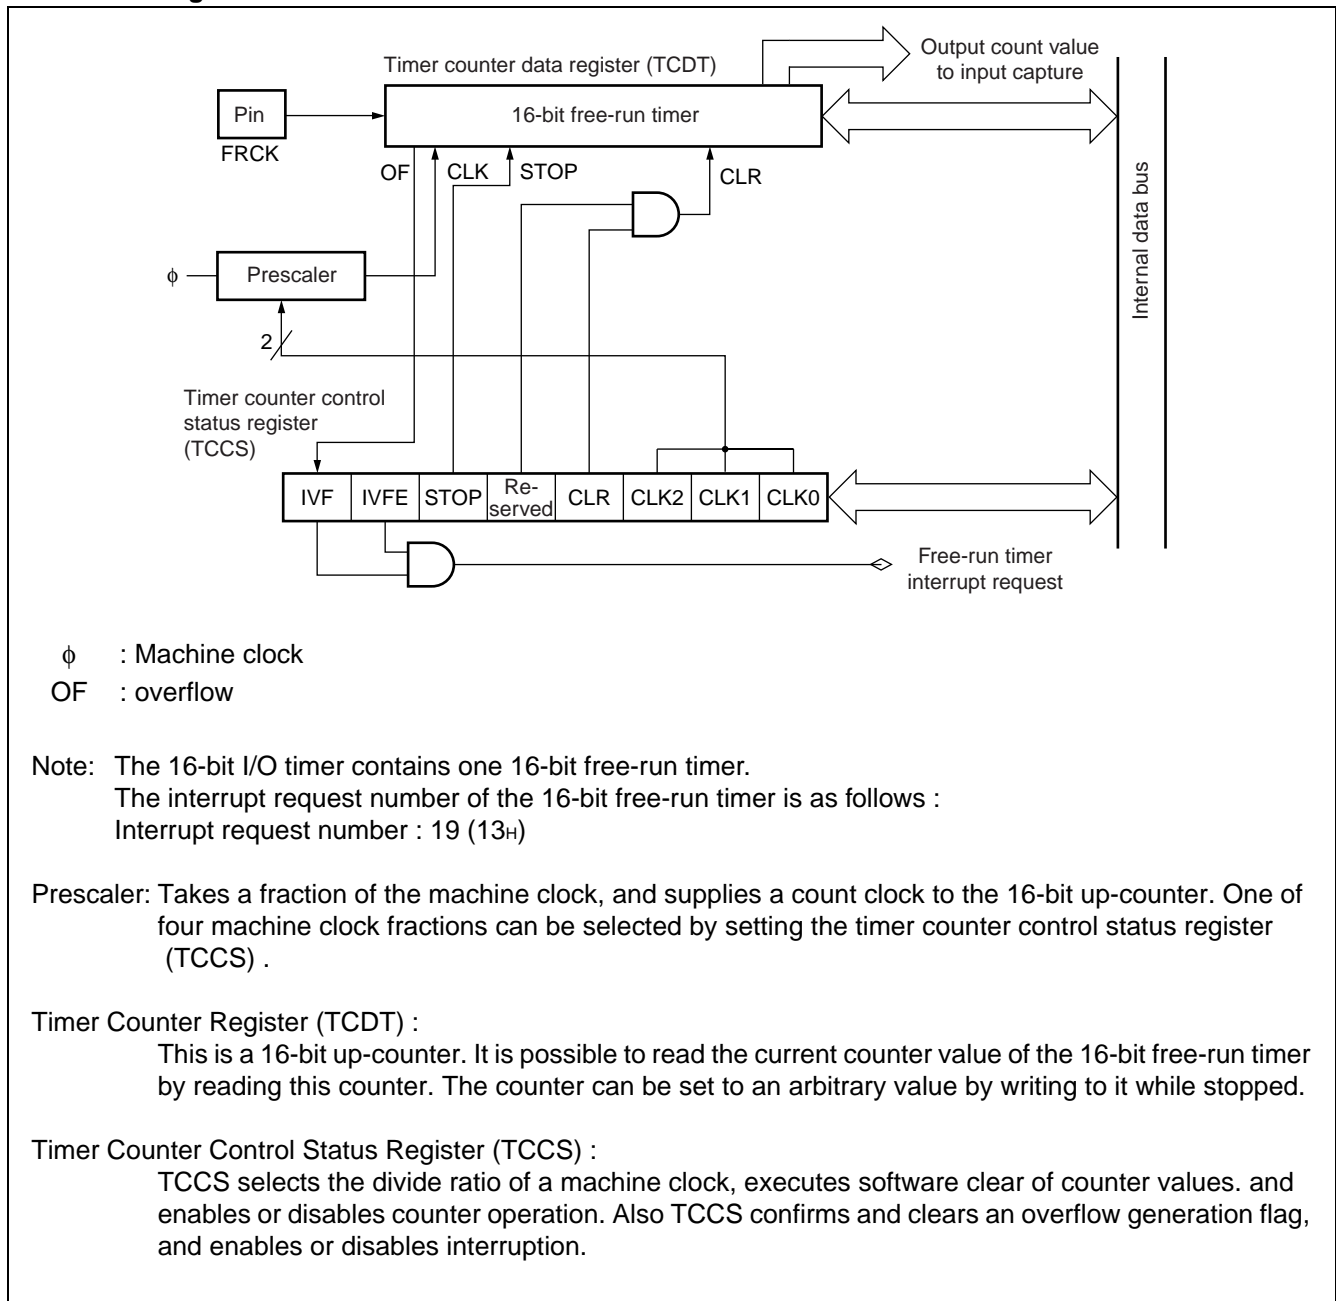 Timer counter data register (TCDT)
Output count value
to input capture
Pin
16-bit free-run timer
FRCK
OF
CLK
STOP
CLR
Internal data bus
φ
Prescaler
2
Timer counter control
status register
(TCCS)
IVF
IVFE
STOP
Re-
served
CLR
CLK2
CLK1
CLK0
Free-run timer
interrupt request
φ : Machine clock
OF : overflow
Note: The 16-bit I/O timer contains one 16-bit free-run timer.
The interrupt request number of the 16-bit free-run timer is as follows :
Interrupt request number : 19 (13H)
Prescaler: Takes a fraction of the machine clock, and supplies a count clock to the 16-bit up-counter. One of
four machine clock fractions can be selected by setting the timer counter control status register
(TCCS) .
Timer Counter Register (TCDT) :
This is a 16-bit up-counter. It is possible to read the current counter value of the 16-bit free-run timer
by reading this counter. The counter can be set to an arbitrary value by writing to it while stopped.
Timer Counter Control Status Register (TCCS) :
TCCS selects the divide ratio of a machine clock, executes software clear of counter values. and
enables or disables counter operation. Also TCCS confirms and clears an overflow generation flag,
and enables or disables interruption.